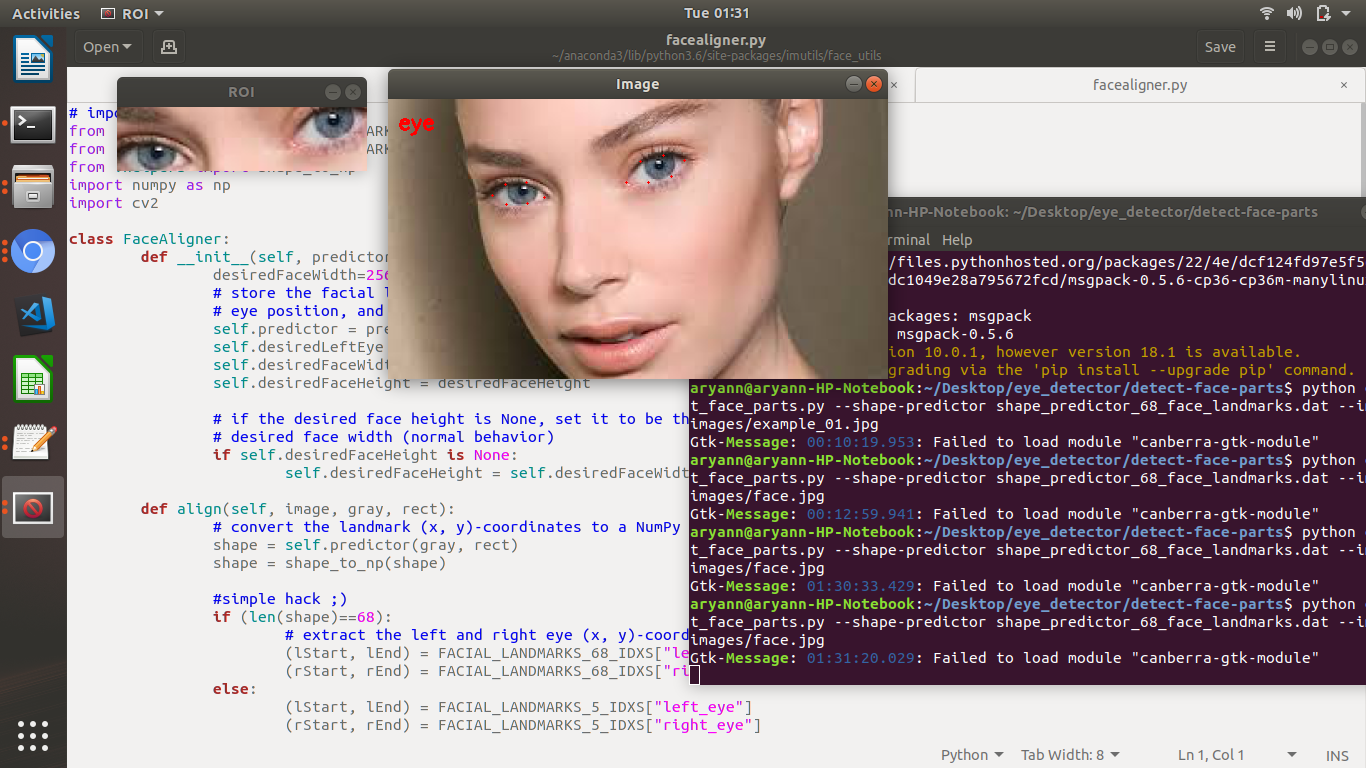 Activities ROI Tue 01:31
Open facealigner.py Save
~/anaconda3/lib/python3.6/site-packages/imutils/face_utils
facealigner.py
ROI
Image
eye
# imp
from
from
from
import numpy as np
import cv2
class FaceAligner:
def __init__(self, predictor
desiredFaceWidth=256
# store the facial l
# eye position, and
self.predictor = pre
self.desiredLeftEye
self.desiredFaceWidt
self.desiredFaceHeight = desiredFaceHeight
# if the desired face height is None, set it to be th
# desired face width (normal behavior)
if self.desiredFaceHeight is None:
self.desiredFaceHeight = self.desiredFaceWidt
def align(self, image, gray, rect):
# convert the landmark (x, y)-coordinates to a NumPy
shape = self.predictor(gray, rect)
shape = shape_to_np(shape)
#simple hack ;)
if (len(shape)==68):
# extract the left and right eye (x, y)-coord
(lStart, lEnd) = FACIAL_LANDMARKS_68_IDXS["le
(rStart, rEnd) = FACIAL_LANDMARKS_68_IDXS["ri
else:
(lStart, lEnd) = FACIAL_LANDMARKS_5_IDXS["left_eye"]
(rStart, rEnd) = FACIAL_LANDMARKS_5_IDXS["right_eye"]
Python Tab Width: 8 Ln 1, Col 1 INS
nn-HP-Notebook: ~/Desktop/eye_detector/detect-face-parts
rminal Help
/files.pythonhosted.org/packages/22/4e/dcf124fd97e5f5
dc1049e28a795672fcd/msgpack-0.5.6-cp36-cp36m-manylinu
ackages: msgpack
msgpack-0.5.6
ion 10.0.1, however version 18.1 is available.
grading via the 'pip install --upgrade pip' command.
aryann@aryann-HP-Notebook:~/Desktop/eye_detector/detect-face-parts$ python
t_face_parts.py --shape-predictor shape_predictor_68_face_landmarks.dat --i
images/example_01.jpg
Gtk-Message: 00:10:19.953: Failed to load module "canberra-gtk-module"
aryann@aryann-HP-Notebook:~/Desktop/eye_detector/detect-face-parts$ python
t_face_parts.py --shape-predictor shape_predictor_68_face_landmarks.dat --i
images/face.jpg
Gtk-Message: 00:12:59.941: Failed to load module "canberra-gtk-module"
aryann@aryann-HP-Notebook:~/Desktop/eye_detector/detect-face-parts$ python
t_face_parts.py --shape-predictor shape_predictor_68_face_landmarks.dat --i
images/face.jpg
Gtk-Message: 01:30:33.429: Failed to load module "canberra-gtk-module"
aryann@aryann-HP-Notebook:~/Desktop/eye_detector/detect-face-parts$ python
t_face_parts.py --shape-predictor shape_predictor_68_face_landmarks.dat --i
images/face.jpg
Gtk-Message: 01:31:20.029: Failed to load module "canberra-gtk-module"